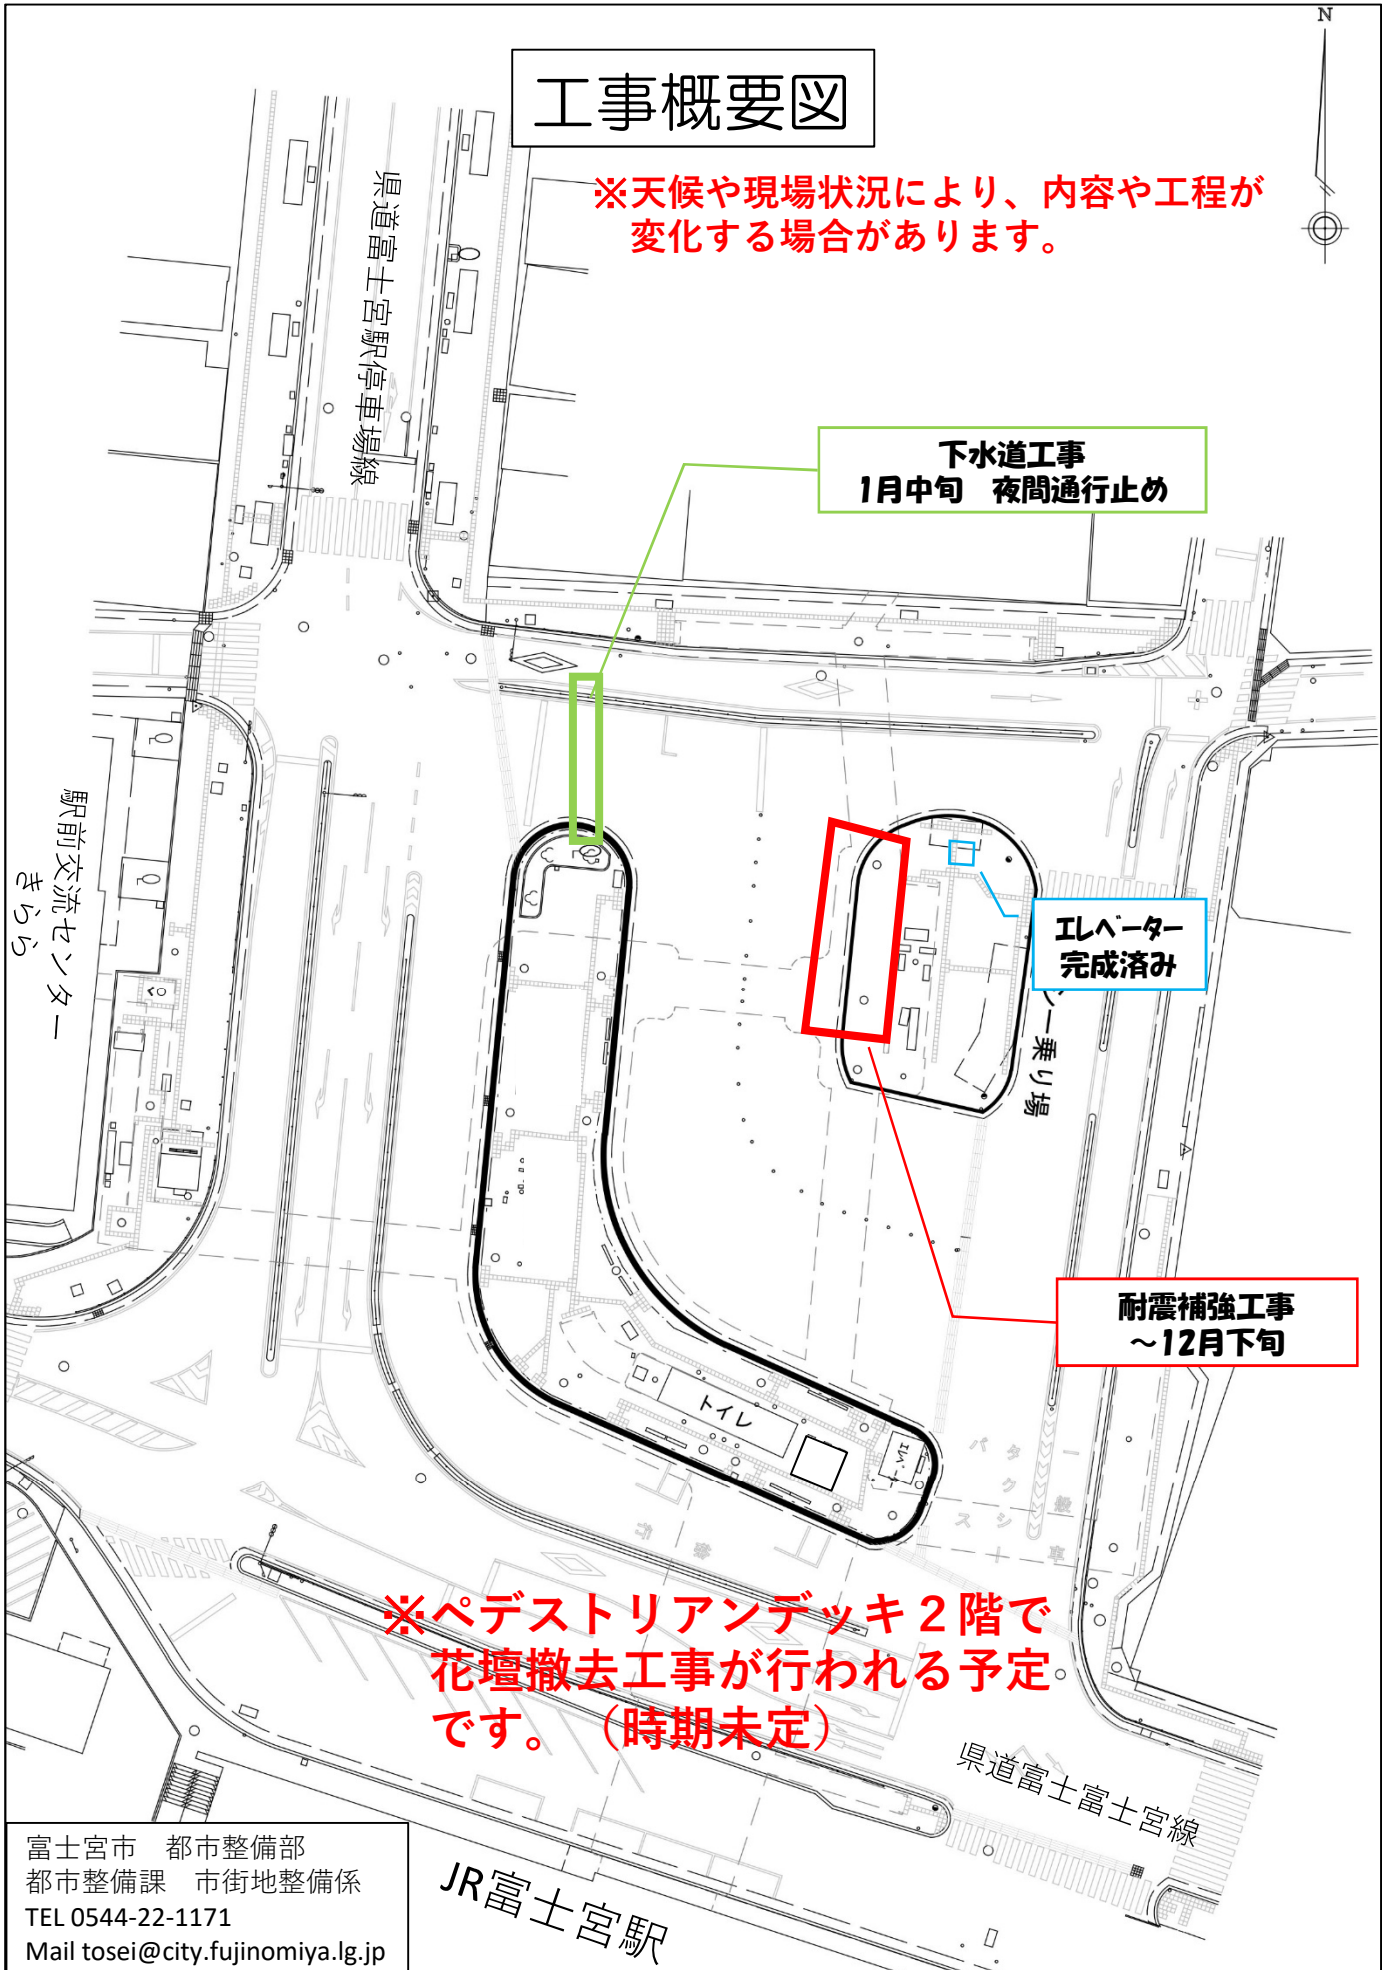 N
工事概要図
※天候や現場状況により、内容や工程が
変化する場合があります。
県道富士宮駅停車場線
下水道工事
1月中旬　夜間通行止め
駅前交流センター
きらら
エレベーター
完成済み
ー乗り場
耐震補強工事
～12月下旬
トイレ
バス
タクシー
一般車
※ペデストリアンデッキ２階で
花壇撤去工事が行われる予定
です。（時期未定）
県道富士富士宮線
JR富士宮駅
富士宮市　都市整備部
都市整備課　市街地整備係
TEL 0544-22-1171
Mail tosei@city.fujinomiya.lg.jp